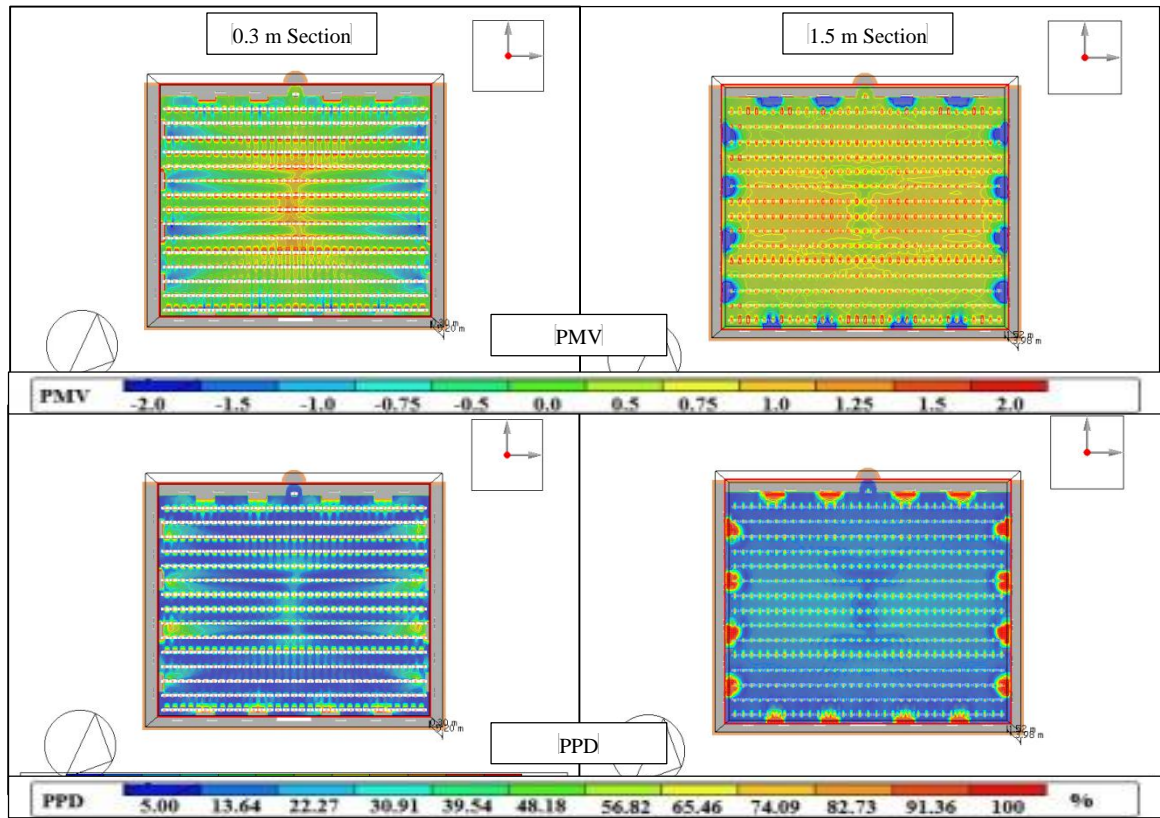 0.3 m Section
1.5 m Section
PMV
PMV -2.0 -1.5 -1.0 -0.75 -0.5 0.0 0.5 0.75 1.0 1.25 1.5 2.0
PPD
PPD 5.00 13.64 22.27 30.91 39.54 48.18 56.82 65.46 74.09 82.73 91.36 100 %